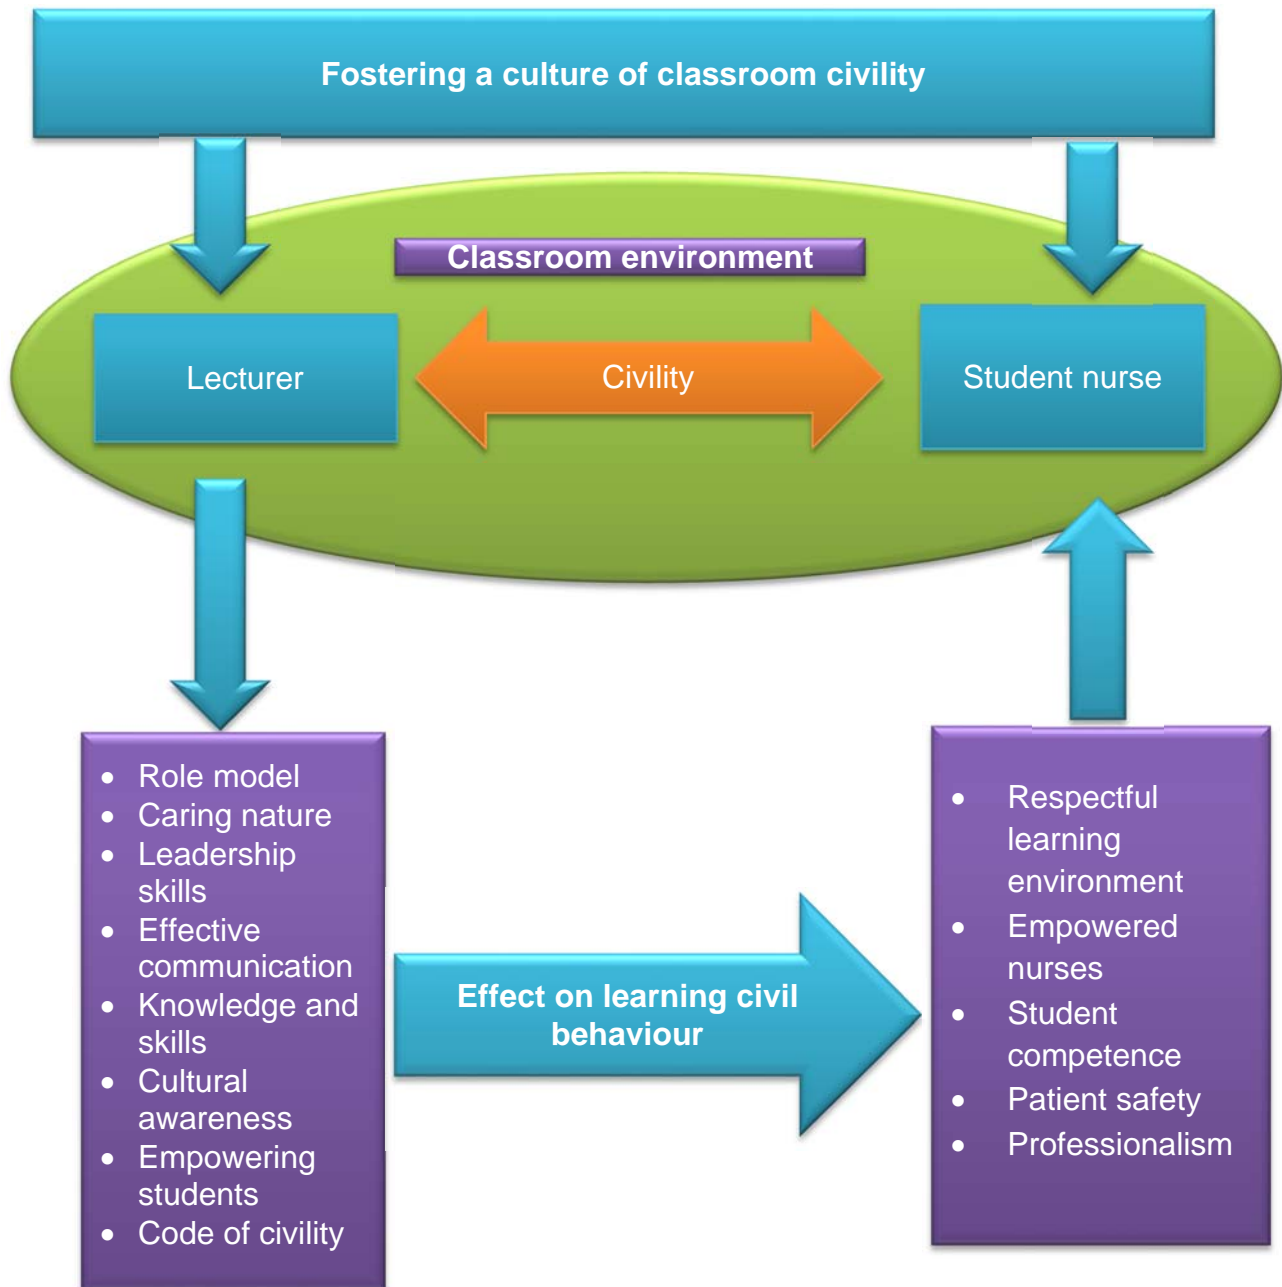 Fostering a culture of classroom civility
Classroom environment
Lecturer
Civility
Student nurse
• Role model
• Caring nature
• Leadership
skills
• Effective
communication
• Knowledge and
skills
• Cultural
awareness
• Empowering
students
• Code of civility
Effect on learning civil
behaviour
• Respectful
learning
environment
• Empowered
nurses
• Student
competence
• Patient safety
• Professionalism